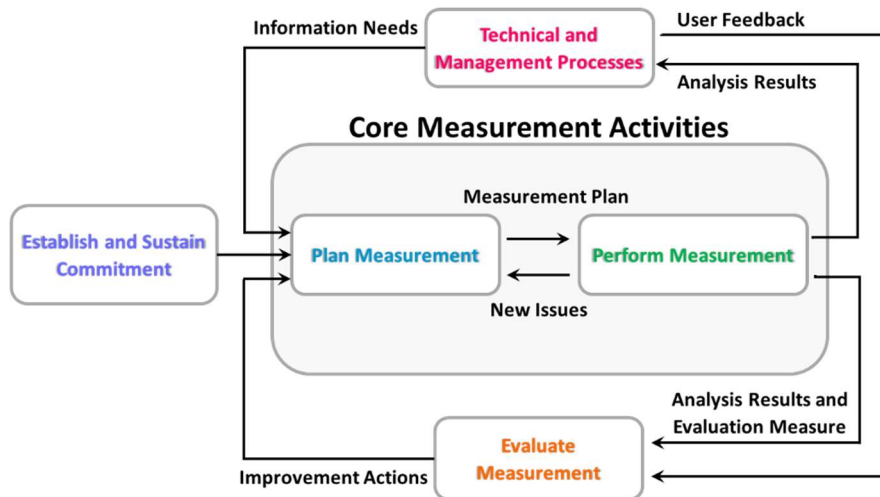 Information Needs
Technical and
Management Processes
User Feedback
Analysis Results
Core Measurement Activities
Measurement Plan
Establish and Sustain
Commitment
Plan Measurement
Perform Measurement
New Issues
Analysis Results and
Evaluation Measure
Evaluate
Measurement
Improvement Actions